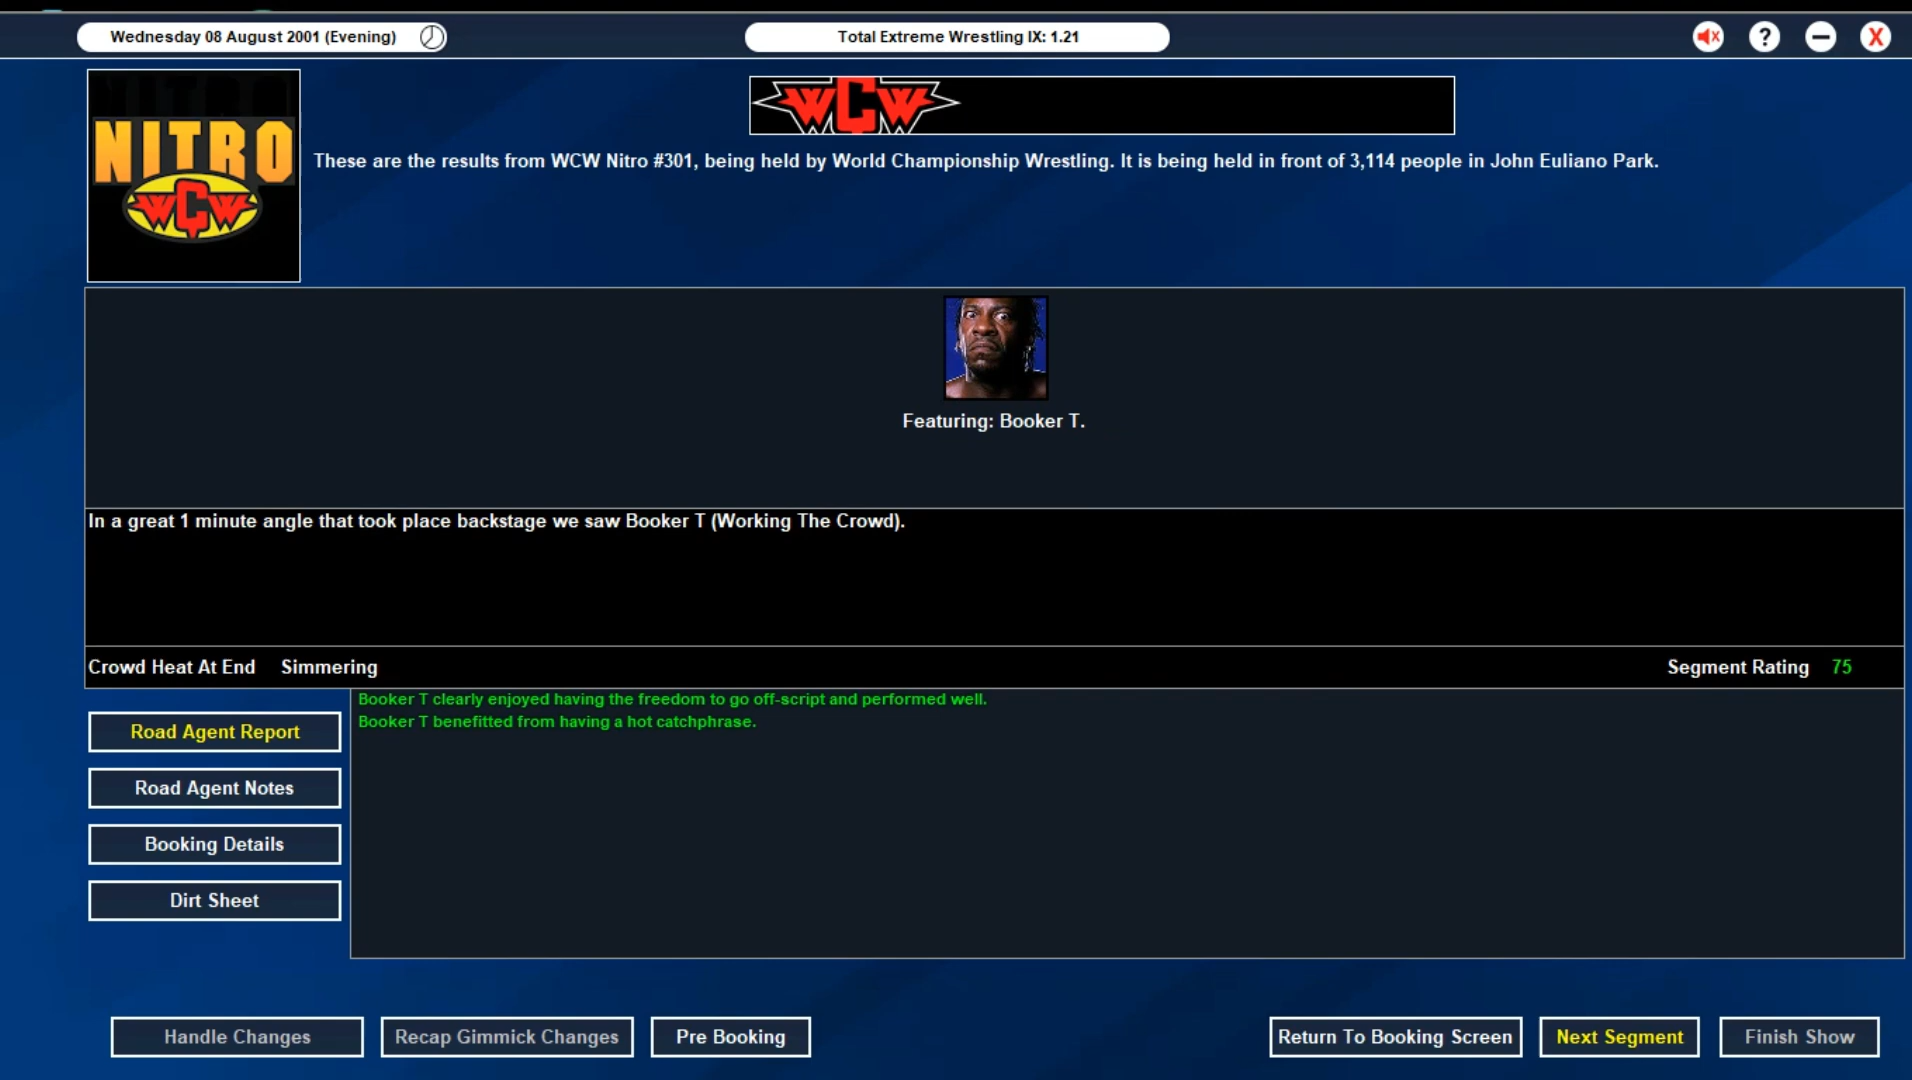 Wednesday 08 August 2001 (Evening)
Total Extreme Wrestling IX: 1.21
?
X
NITRO
WCW
WCW
These are the results from WCW Nitro #301, being held by World Championship Wrestling. It is being held in front of 3,114 people in John Euliano Park.
Featuring: Booker T.
In a great 1 minute angle that took place backstage we saw Booker T (Working The Crowd).
Crowd Heat At End Simmering
Segment Rating 75
Road Agent Report
Road Agent Notes
Booking Details
Dirt Sheet
Booker T clearly enjoyed having the freedom to go off-script and performed well.
Booker T benefitted from having a hot catchphrase.
Handle Changes
Recap Gimmick Changes
Pre Booking
Return To Booking Screen
Next Segment
Finish Show